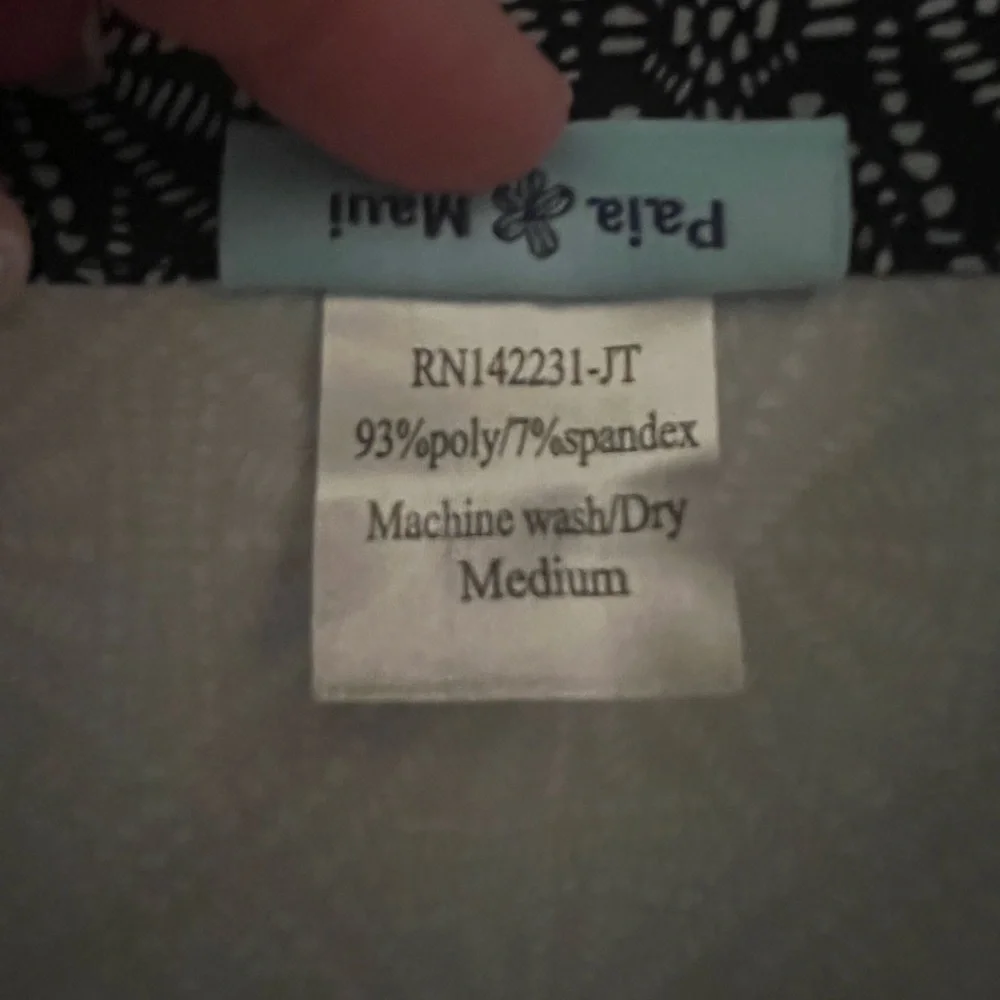 Paia Maui
RN142231-JT
93%poly/7%spandex
Machine wash/Dry
Medium